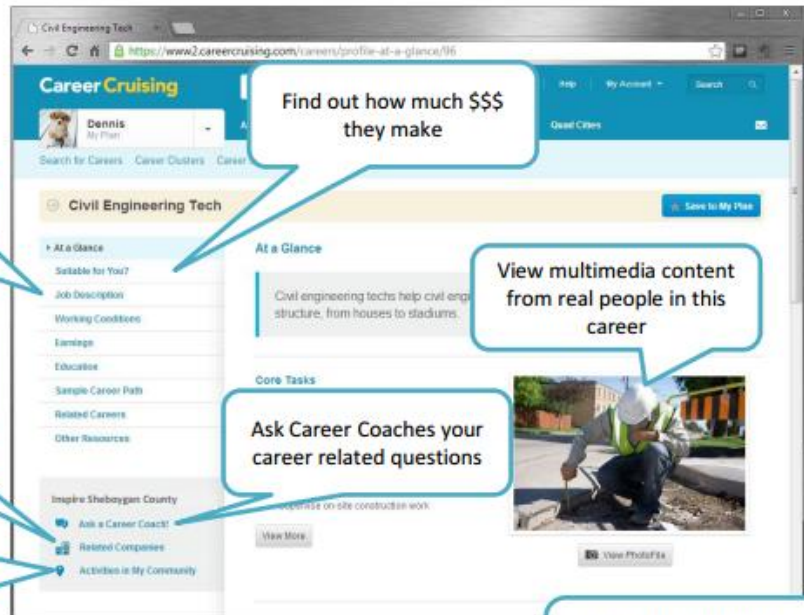 Civil Engineering Tech
https://www2.careercruising.com/careers/profile-at-a-glance/96
CareerCruising
Help
My Account
Search
Dennis
My Plan
Quad Cities
Find out how much $$$
they make
Search for Careers Career Clusters
Civil Engineering Tech
Save to My Plan
At a Glance
Suitable for You?
Job Description
Working Conditions
Earnings
Education
Sample Career Path
Related Careers
Other Resources
At a Glance
Civil engineering techs help civil
structure, from houses to stadiums.
View multimedia content
from real people in this
career
Core Tasks
Ask Career Coaches your
career related questions
on-site construction work
View More
View PhotoFile
Inspire Sheboygan County
Ask a Career Coach!
Related Companies
Activities in My Community